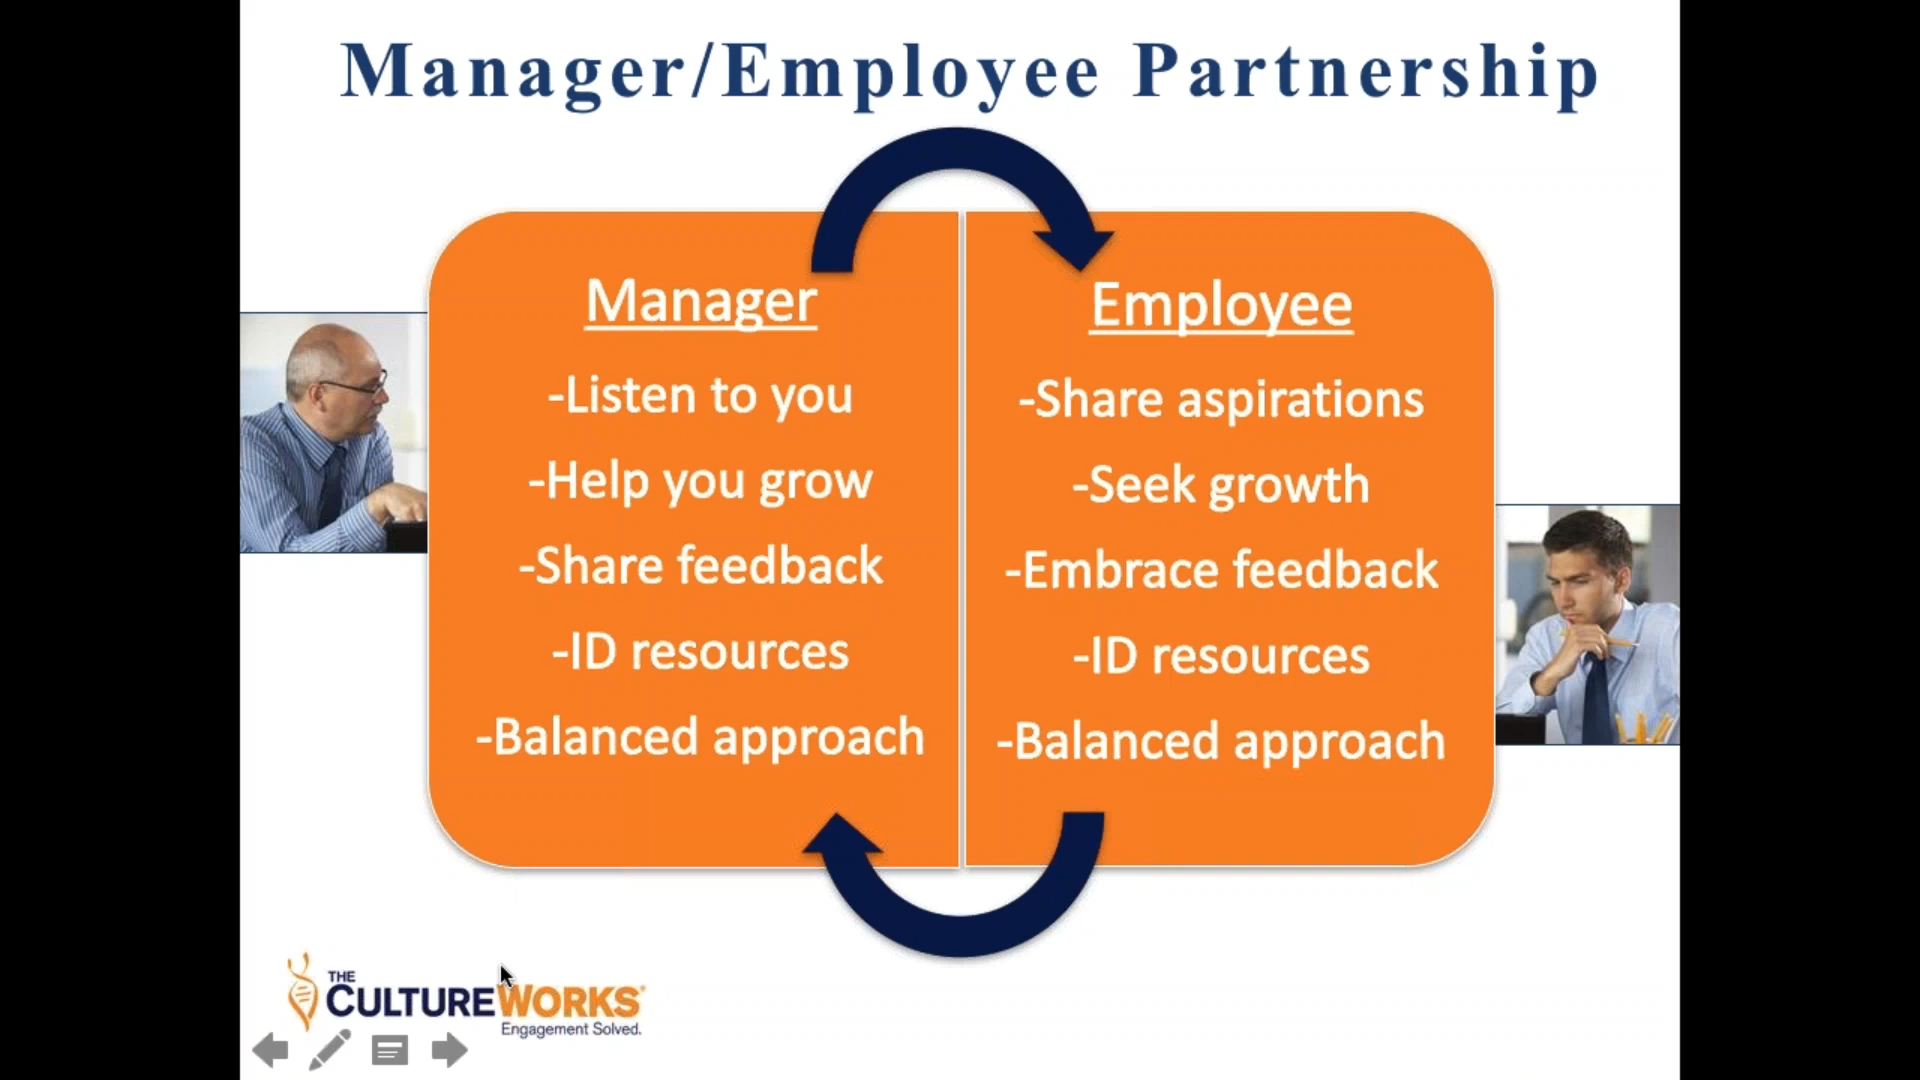 Manager/Employee Partnership
Manager
-Listen to you
-Help you grow
-Share feedback
-ID resources
-Balanced approach
Employee
-Share aspirations
-Seek growth
-Embrace feedback
-ID resources
-Balanced approach
THE
CULTUREWORKS®
Engagement Solved.